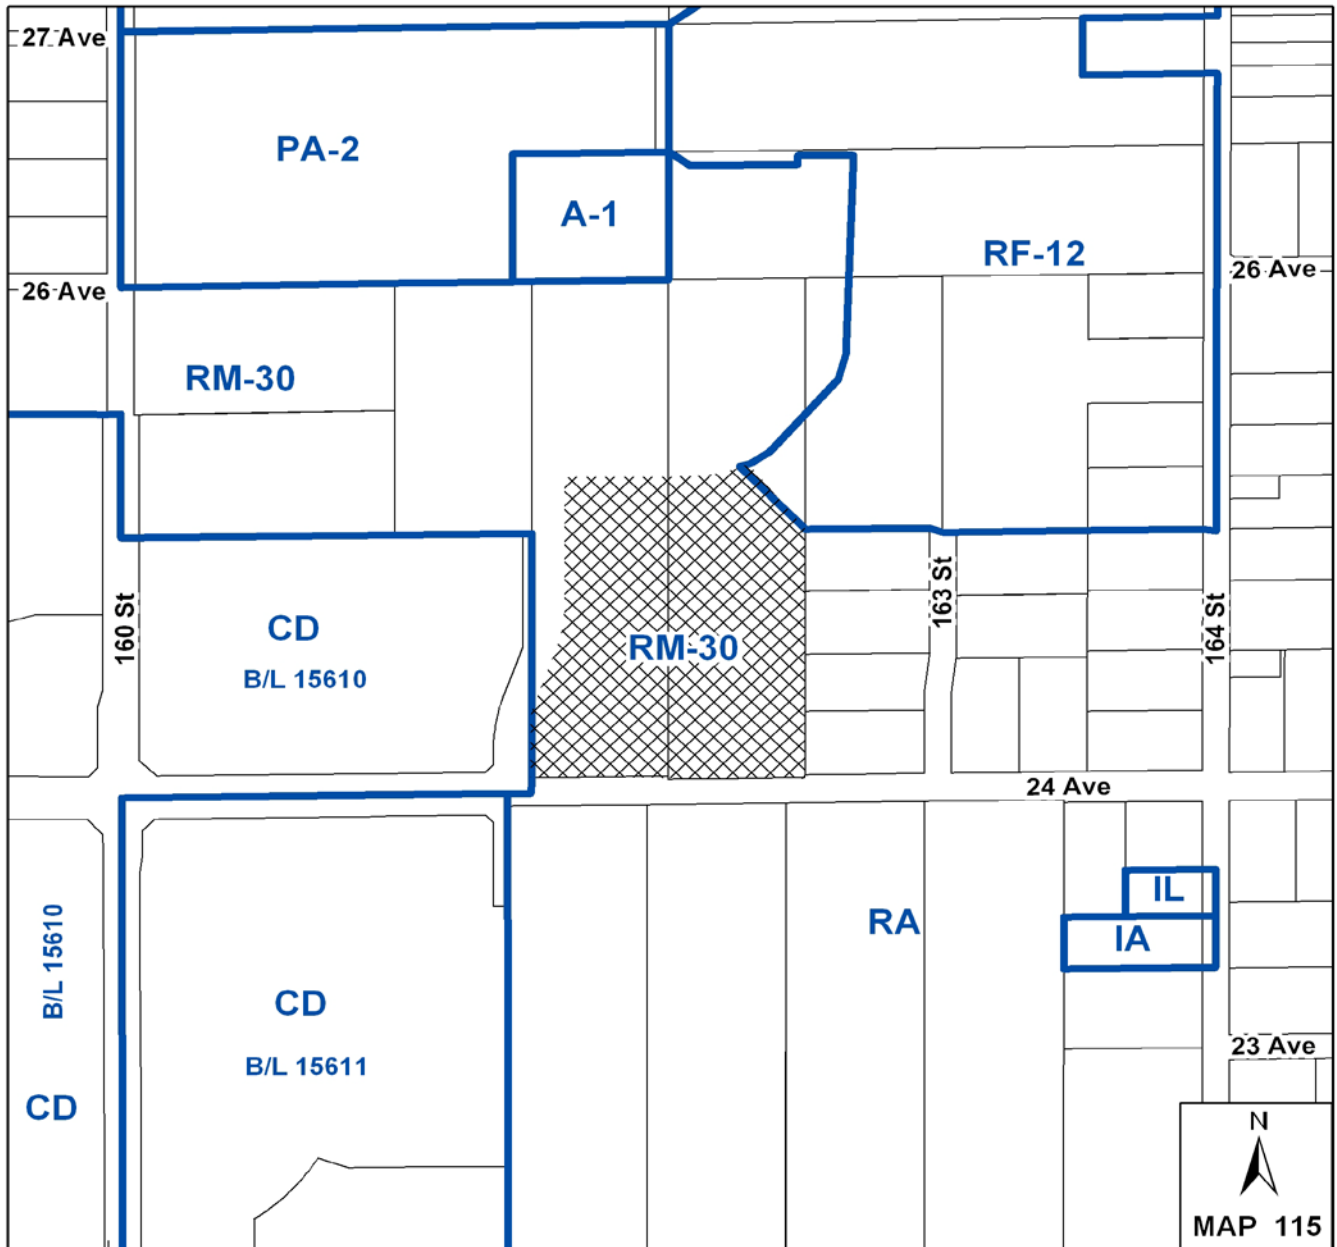 27 Ave
PA-2
A-1
RF-12
26 Ave
26 Ave
RM-30
160 St
CD
B/L 15610
RM-30
163 St
164 St
24 Ave
B/L 15610
CD
CD
B/L 15611
RA
IL
IA
23 Ave
N
MAP 115